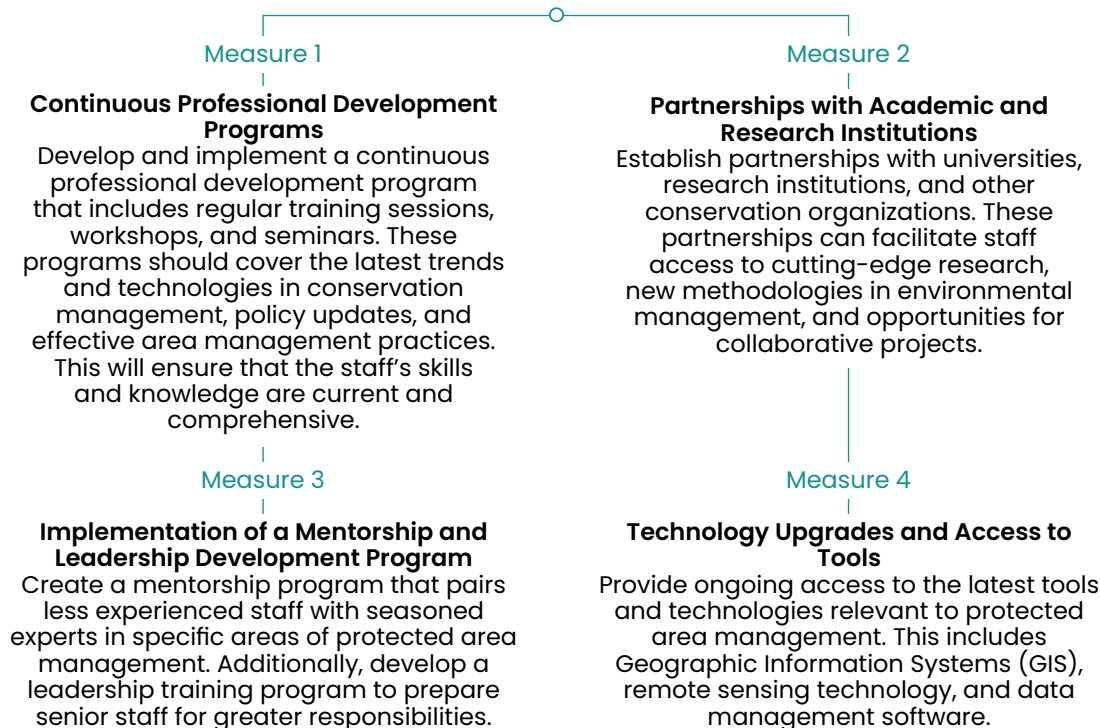 Measure 1
Continuous Professional Development
Programs
Develop and implement a continuous
professional development program
that includes regular training sessions,
workshops, and seminars. These
programs should cover the latest trends
and technologies in conservation
management, policy updates, and
effective area management practices.
This will ensure that the staff’s skills
and knowledge are current and
comprehensive.
Measure 2
Partnerships with Academic and
Research Institutions
Establish partnerships with universities,
research institutions, and other
conservation organizations. These
partnerships can facilitate staff
access to cutting-edge research,
new methodologies in environmental
management, and opportunities for
collaborative projects.
Measure 3
Implementation of a Mentorship and
Leadership Development Program
Create a mentorship program that pairs
less experienced staff with seasoned
experts in specific areas of protected area
management. Additionally, develop a
leadership training program to prepare
senior staff for greater responsibilities.
Measure 4
Technology Upgrades and Access to
Tools
Provide ongoing access to the latest tools
and technologies relevant to protected
area management. This includes
Geographic Information Systems (GIS),
remote sensing technology, and data
management software.